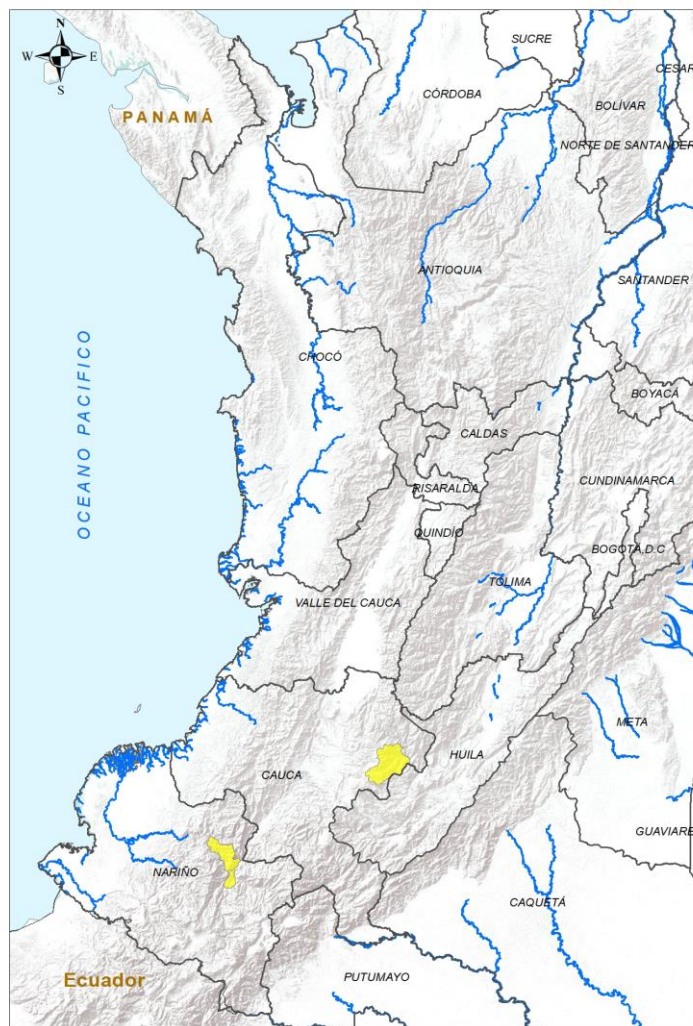 N
W
E
S
SUCRE
CESAR
CÓRDOBA
BOLÍVAR
PANAMÁ
NORTE DE SANTANDER
ANTIOQUIA
SANTANDER
OCEANO PACIFICO
CHOCÓ
BOYACÁ
CALDAS
CUNDINAMARCA
RISARALDA
QUINDÍO
BOGOTÁ, D.C
TOLIMA
VALLE DEL CAUCA
META
HUILA
CAUCA
GUAVIARE
NARIÑO
CAQUETÁ
PUTUMAYO
Ecuador